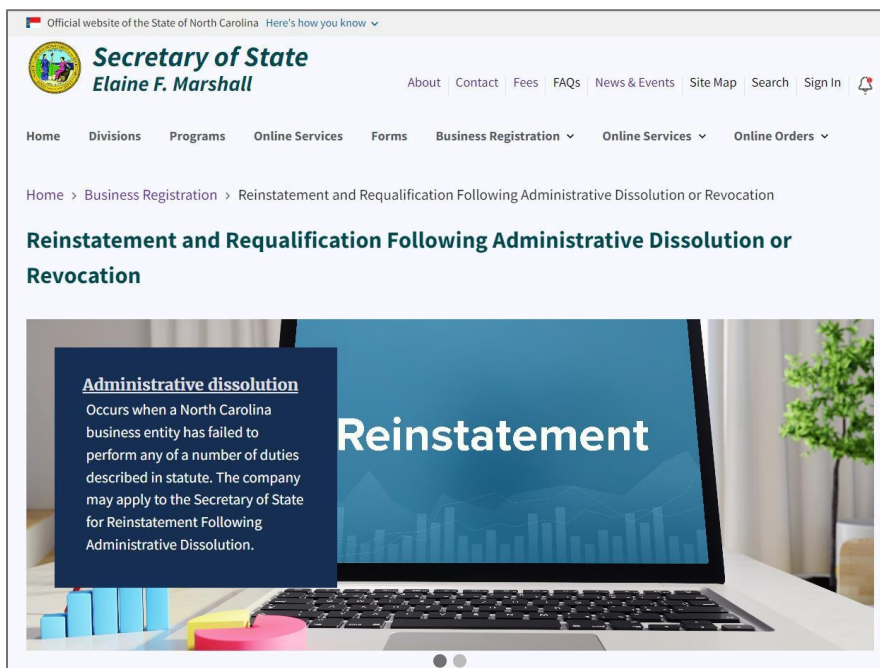 Official website of the State of North Carolina Here's how you know
Secretary of State
Elaine F. Marshall
About Contact Fees FAQs News & Events Site Map Search Sign In
Home Divisions Programs Online Services Forms Business Registration Online Services Online Orders
Home > Business Registration > Reinstatement and Requalification Following Administrative Dissolution or Revocation
Reinstatement and Requalification Following Administrative Dissolution or
Revocation
Administrative dissolution
Occurs when a North Carolina
business entity has failed to
perform any of a number of duties
described in statute. The company
may apply to the Secretary of State
for Reinstatement Following
Administrative Dissolution.
Reinstatement